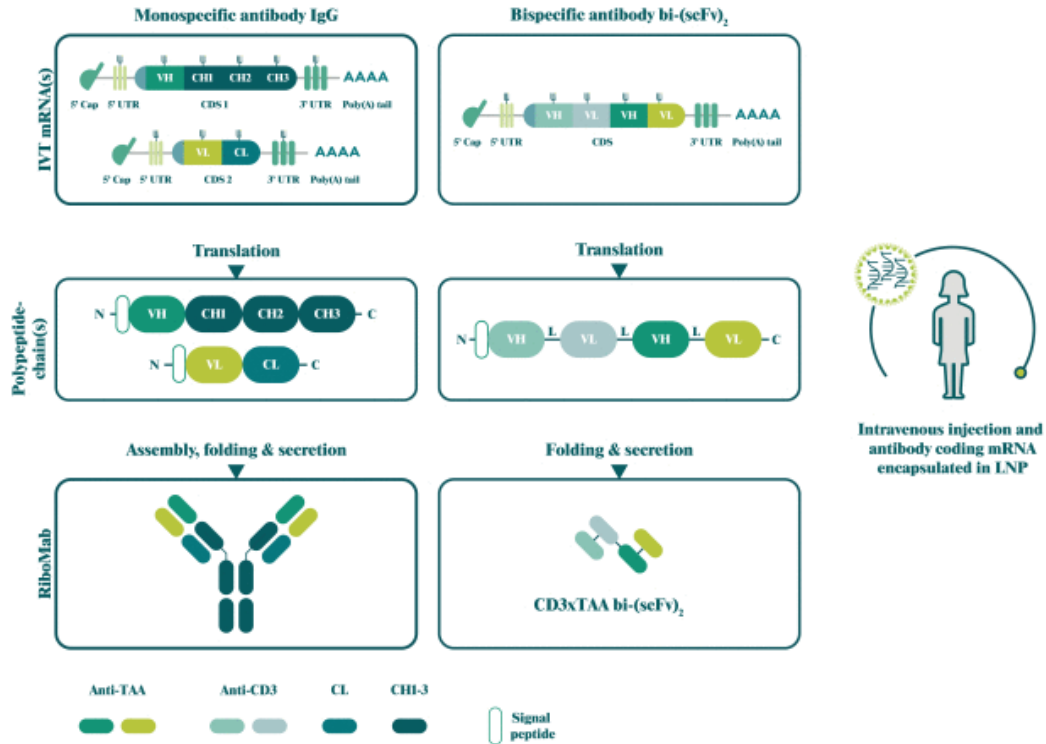 Monospecific antibody IgG
Bispecific antibody bi-(scFv)2
IVT mRNA(s)
VH CH1 CH2 CH3 AAAA
5' Cap 5' UTR CDS 1 3' UTR Poly(A) tail
VL CL AAAA
5' Cap 5' UTR CDS 2 3' UTR Poly(A) tail
VH VL VH VL AAAA
5' Cap 5' UTR CDS 3' UTR Poly(A) tail
Translation
Translation
Polypeptide-
chain(s)
N VH CH1 CH2 CH3 C
N VL CL C
N VH L VL L VH L VL C
Intravenous injection and
antibody coding mRNA
encapsulated in LNP
Assembly, folding & secretion
Folding & secretion
RiboMab
CD3xTAA bi-(scFv)2
Anti-TAA
Anti-CD3
CL
CH1-3
Signal
peptide